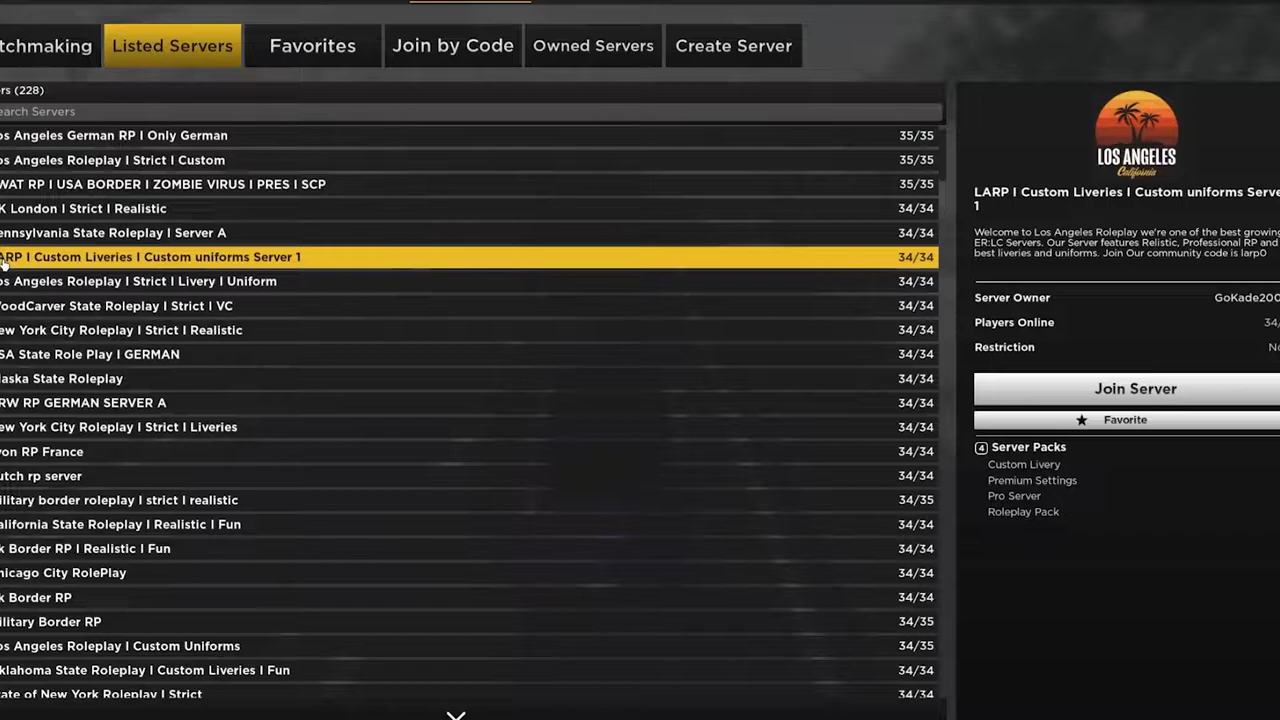 tchmaking
Listed Servers
Favorites
Join by Code
Owned Servers
Create Server
rs (228)
earch Servers
os Angeles German RP I Only German 35/35
os Angeles Roleplay I Strict I Custom 35/35
WAT RP I USA BORDER I ZOMBIE VIRUS I PRES I SCP 35/35
K London I Strict I Realistic 34/34
ennsylvania State Roleplay I Server A 34/34
ARP I Custom Liveries I Custom uniforms Server 1 34/34
os Angeles Roleplay I Strict I Livery I Uniform 34/34
oodCarver State Roleplay I Strict I VC 34/34
ew York City Roleplay I Strict I Realistic 34/34
SA State Role Play I GERMAN 34/34
laska State Roleplay 34/34
RW RP GERMAN SERVER A 34/34
ew York City Roleplay I Strict I Liveries 34/34
yon RP France 34/34
utch rp server 34/34
ilitary border roleplay I strict I realistic 34/35
alifornia State Roleplay I Realistic I Fun 34/34
k Border RP I Realistic I Fun 34/34
hicago City RolePlay 34/34
k Border RP 34/34
ilitary Border RP 34/35
os Angeles Roleplay I Custom Uniforms 34/35
klahoma State Roleplay I Custom Liveries I Fun 34/34
tate of New York Roleplay I Strict 34/34
LOS ANGELES
California
LARP I Custom Liveries I Custom uniforms Serve
1
Welcome to Los Angeles Roleplay we're one of the best growing
ER:LC Servers. Our Server features Relistic, Professional RP and
best liveries and uniforms. Join Our community code is larp0
Server Owner GoKade200
Players Online 34/
Restriction No
Join Server
Favorite
4 Server Packs
Custom Livery
Premium Settings
Pro Server
Roleplay Pack